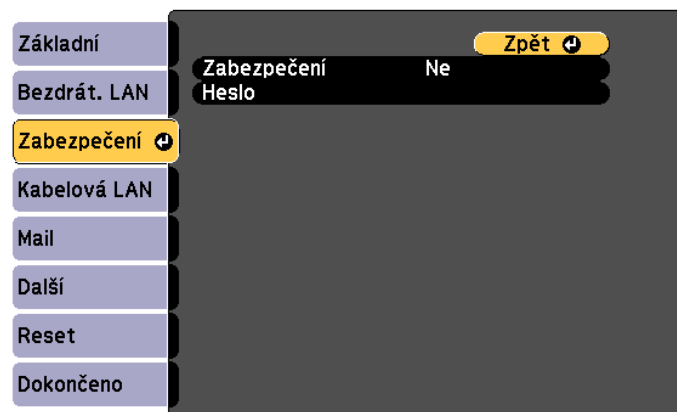 Základní
Bezdrát. LAN
Zabezpečení
Kabelová LAN
Mail
Další
Reset
Dokončeno
Zpět
Zabezpečení Ne
Heslo